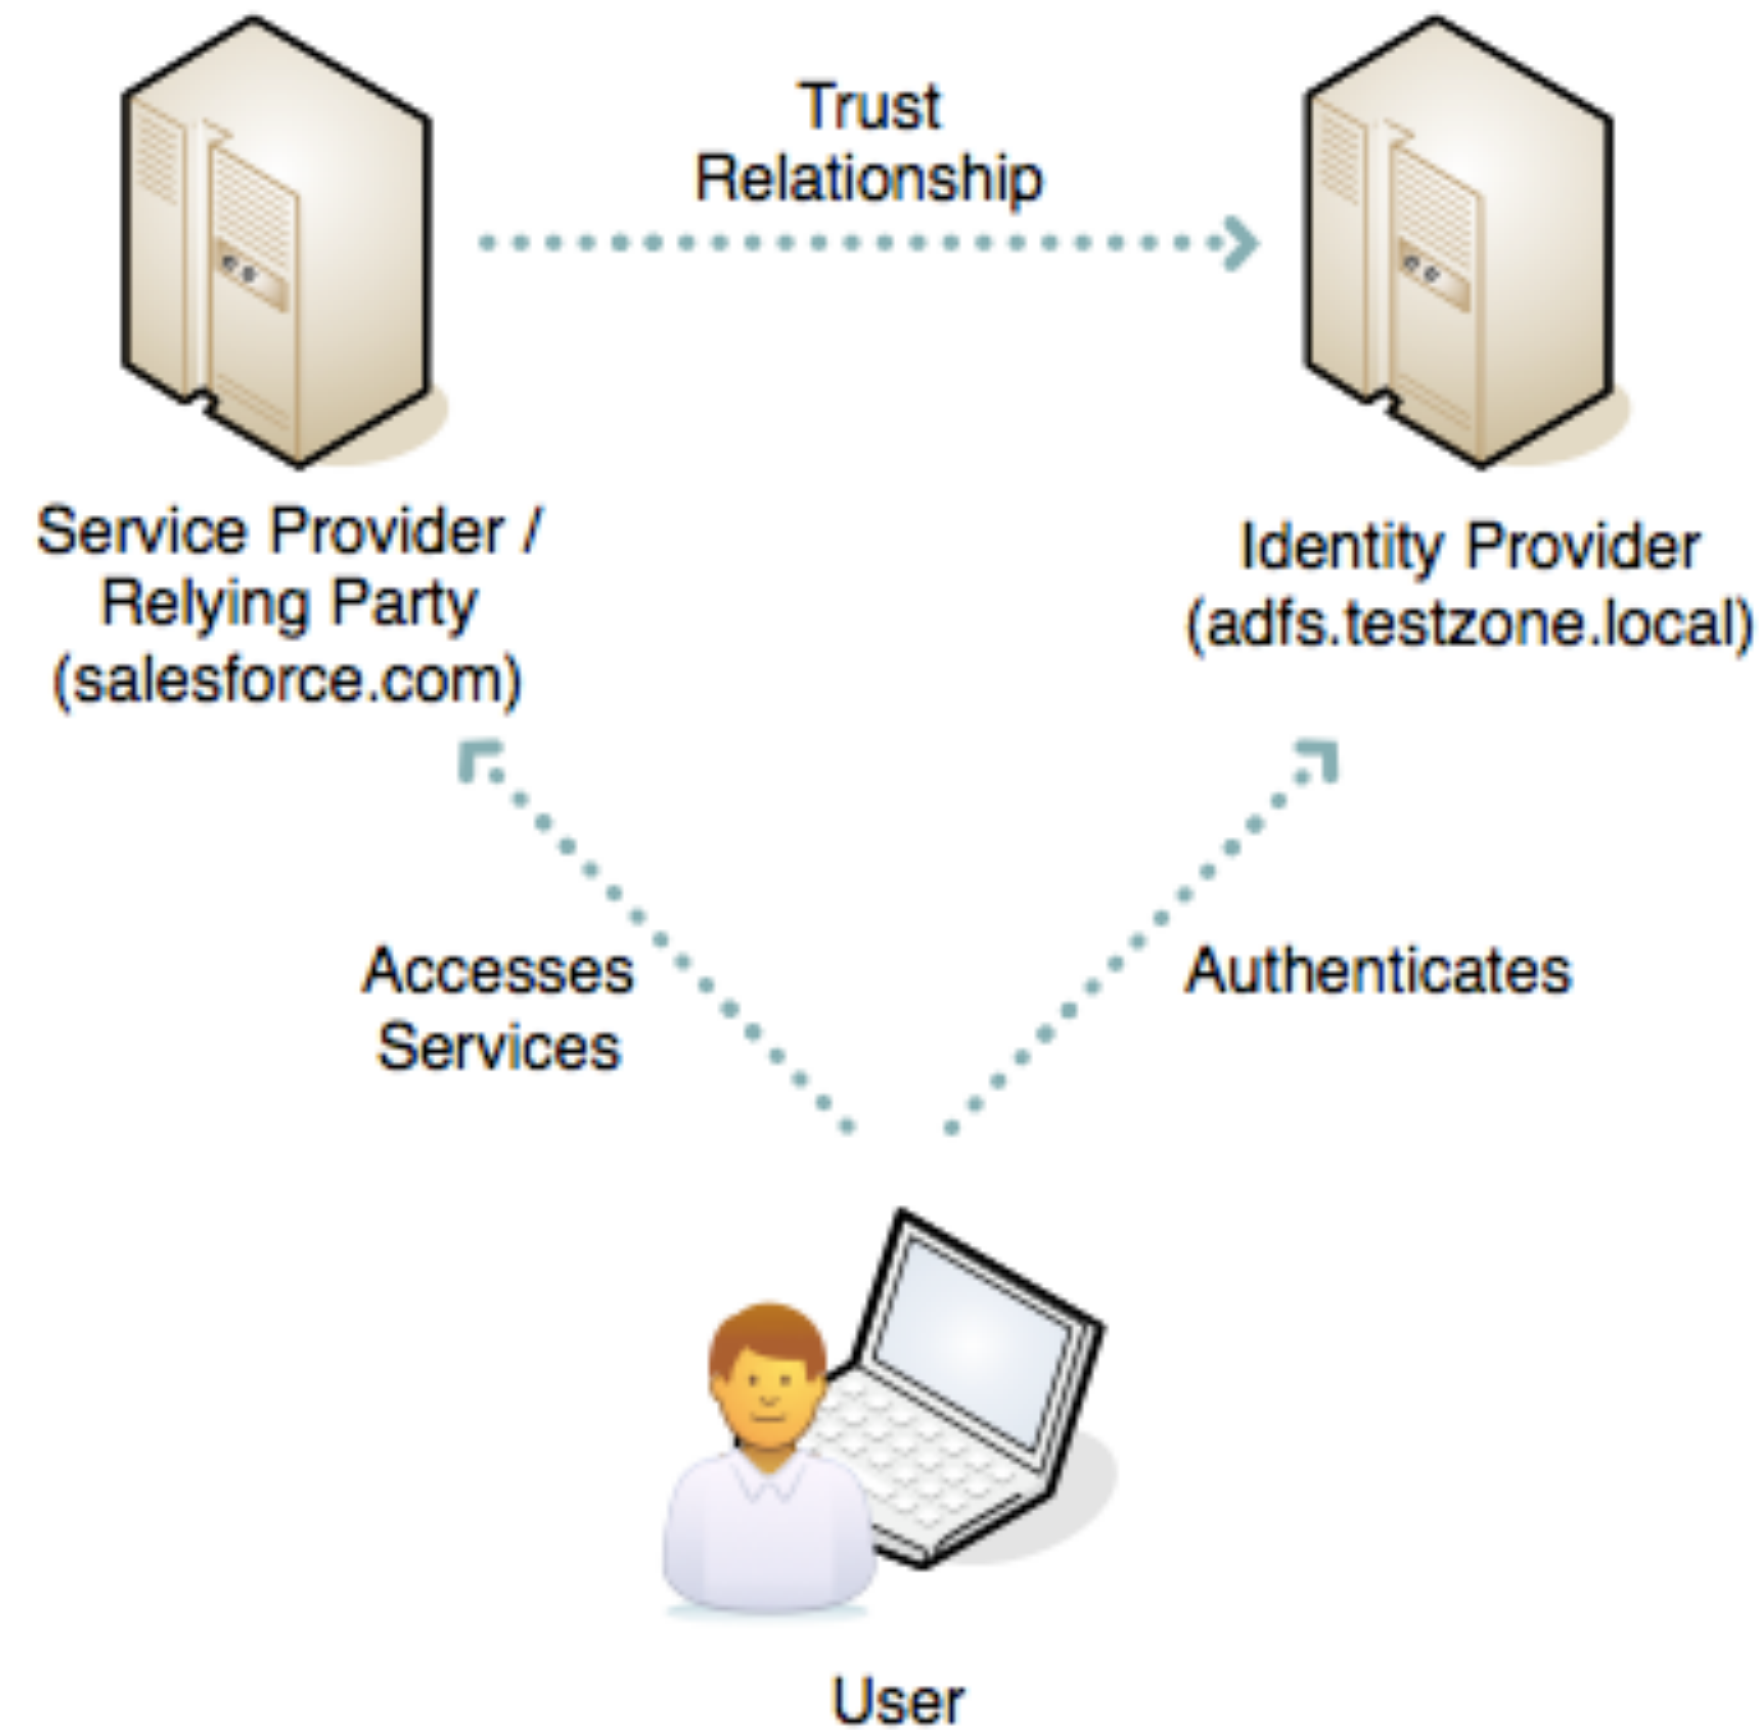 Trust
Relationship
Service Provider /
Relying Party
(salesforce.com)
Identity Provider
(adfs.testzone.local)
Accesses
Services
Authenticates
User